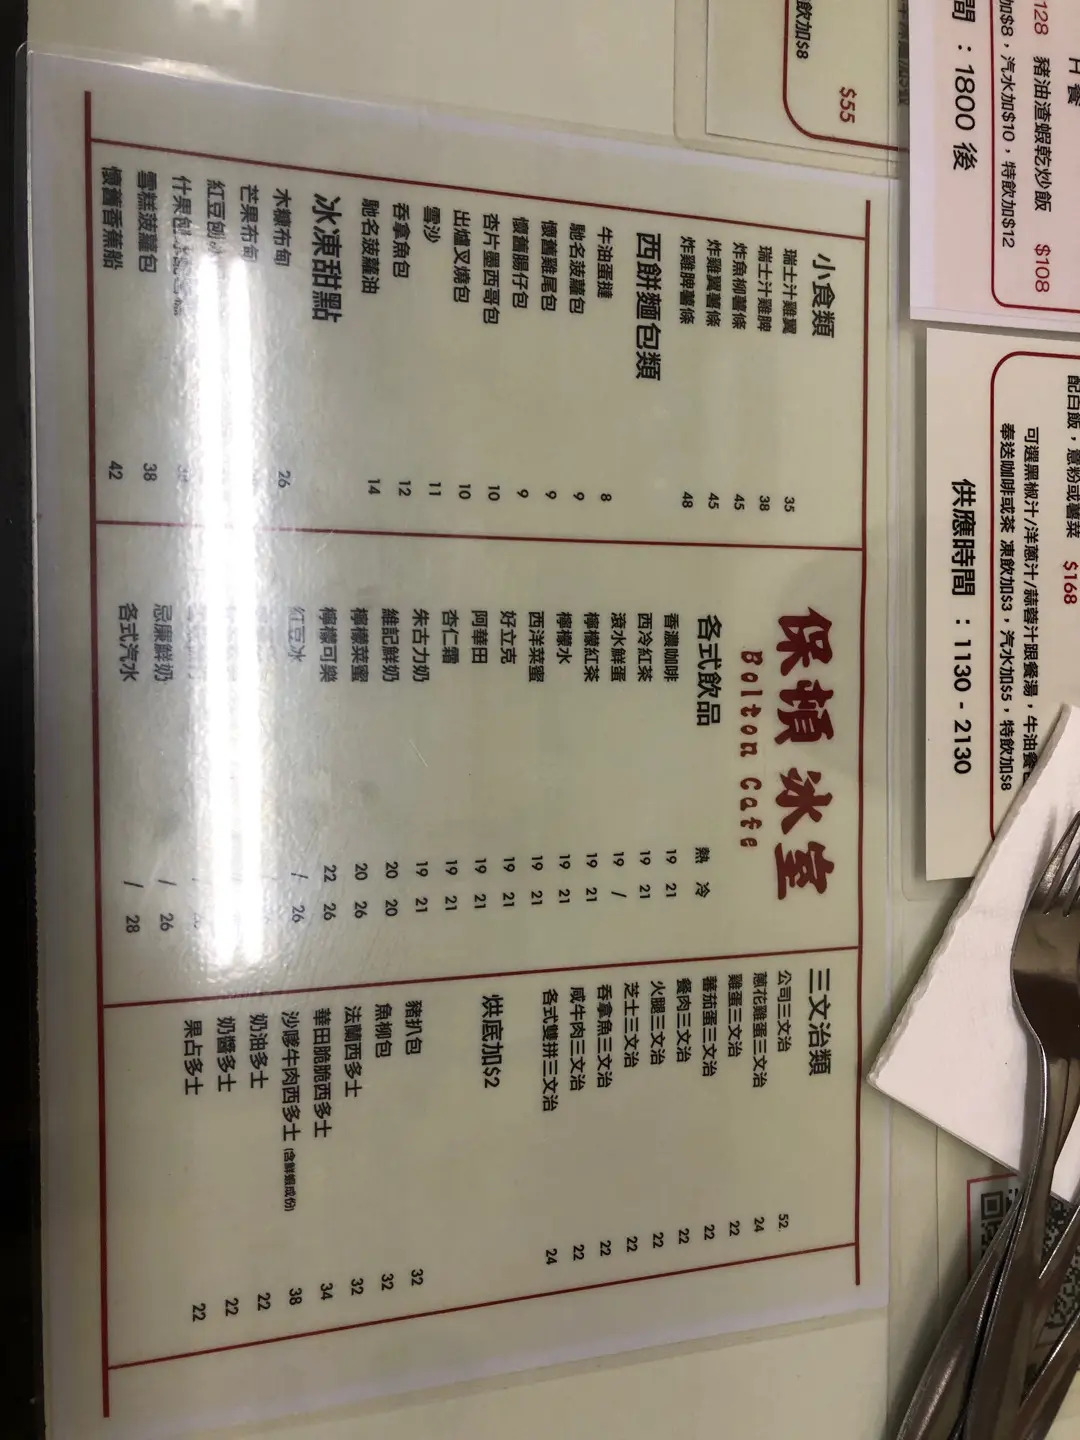 保頓冰室
Bolton Cafe
小食類
瑞士汁雞翼 35
瑞士汁雞脾 38
炸魚柳薯條 45
炸雞翼薯條 45
炸雞脾薯條 48
西餅麵包類
牛油蛋撻 8
馳名菠蘿包 9
懷舊雞尾包 9
懷舊腸仔包 9
杏片墨西哥包 10
出爐叉燒包 10
雪沙 11
吞拿魚包 12
馳名菠蘿油 14
冰凍甜點
木糠布甸 26
芒果布甸
紅豆刨冰
什果刨冰
雪糕菠蘿包 38
懷舊香蕉船 42
各式飲品 熱 冷
香濃咖啡 19 21
西冷紅茶 19 21
滾水鮮蛋 19 /
檸檬紅茶 19 21
檸檬水 19 21
西洋菜蜜 19 21
好立克 19 21
阿華田 19 21
杏仁霜 19 21
朱古力奶 19 21
維記鮮奶 20 20
檸檬菜蜜 20 26
檸檬可樂 22 26
紅豆冰 / 26
忌廉鮮奶 / 26
各式汽水 / 28
三文治類
公司三文治 52
蔥花雞蛋三文治 24
雞蛋三文治 22
蕃茄蛋三文治 22
餐肉三文治 22
火腿三文治 22
芝士三文治 22
吞拿魚三文治 22
咸牛肉三文治 22
各式雙拼三文治 24
烘底加$2
豬扒包 32
魚柳包 32
法蘭西多士 32
華田脆脆西多士 34
沙嗲牛肉西多士 (含鮮蝦成份) 38
奶油多士 22
奶醬多士 22
果占多士 22
飲加$8
$55
128 豬油渣蝦乾炒飯 $108
加$8，汽水加$10，特飲加$12
間：1800 後
配白飯，意粉或薯菜 $168
可選黑椒汁/洋蔥汁/蒜蓉汁跟餐湯，牛油餐包
奉送咖啡或茶 凍飲加$3，汽水加$5，特飲加$8
供應時間：1130 - 2130